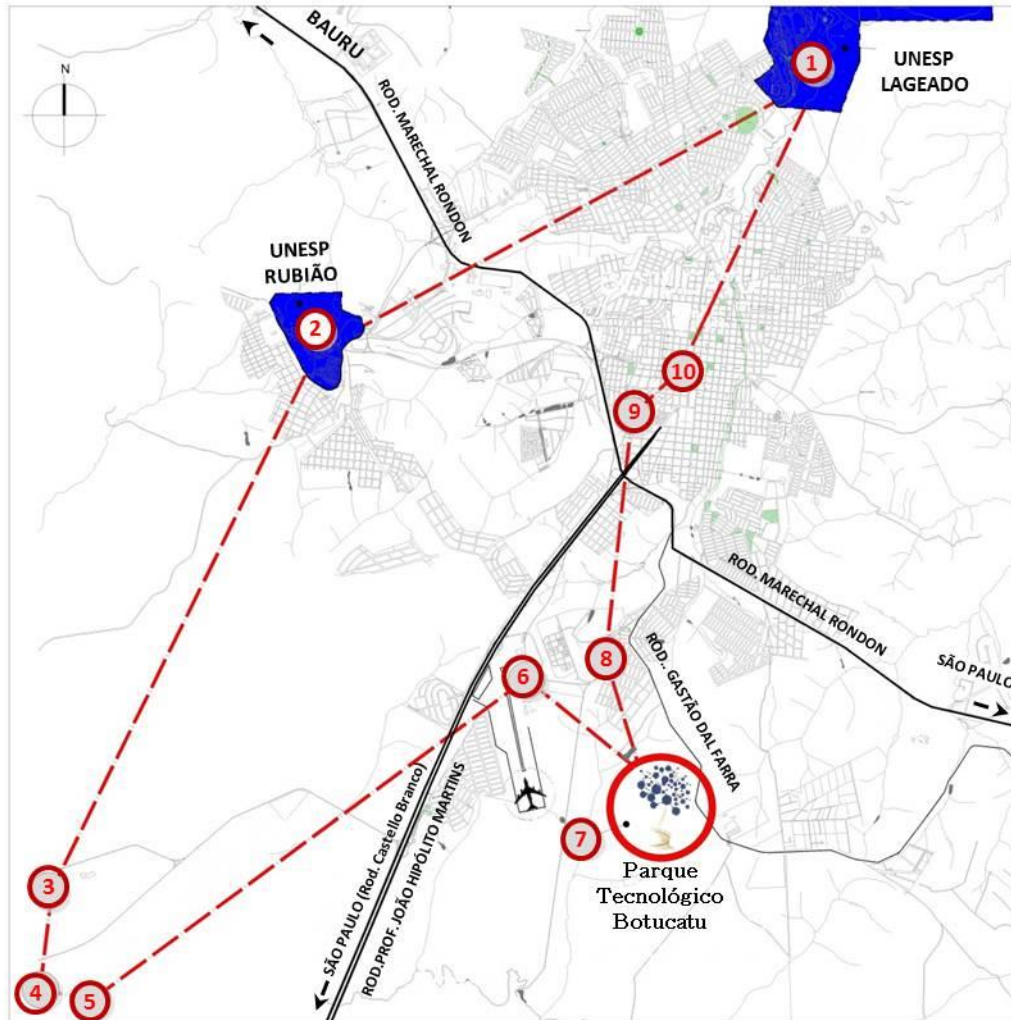 BAURU
N
1
UNESP
LAGEADO
ROD. MARECHAL RONDON
UNESP
RUBIÃO
2
10
9
ROD. MARECHAL RONDON
SÃO PAULO
8
6
ROD.. GASTÃO DAL FARRA
7
Parque
Tecnológico
Botucatu
SÃO PAULO (Rod. Castello Branco)
ROD.PROF. JOÃO HIPÓLITO MARTINS
3
4
5